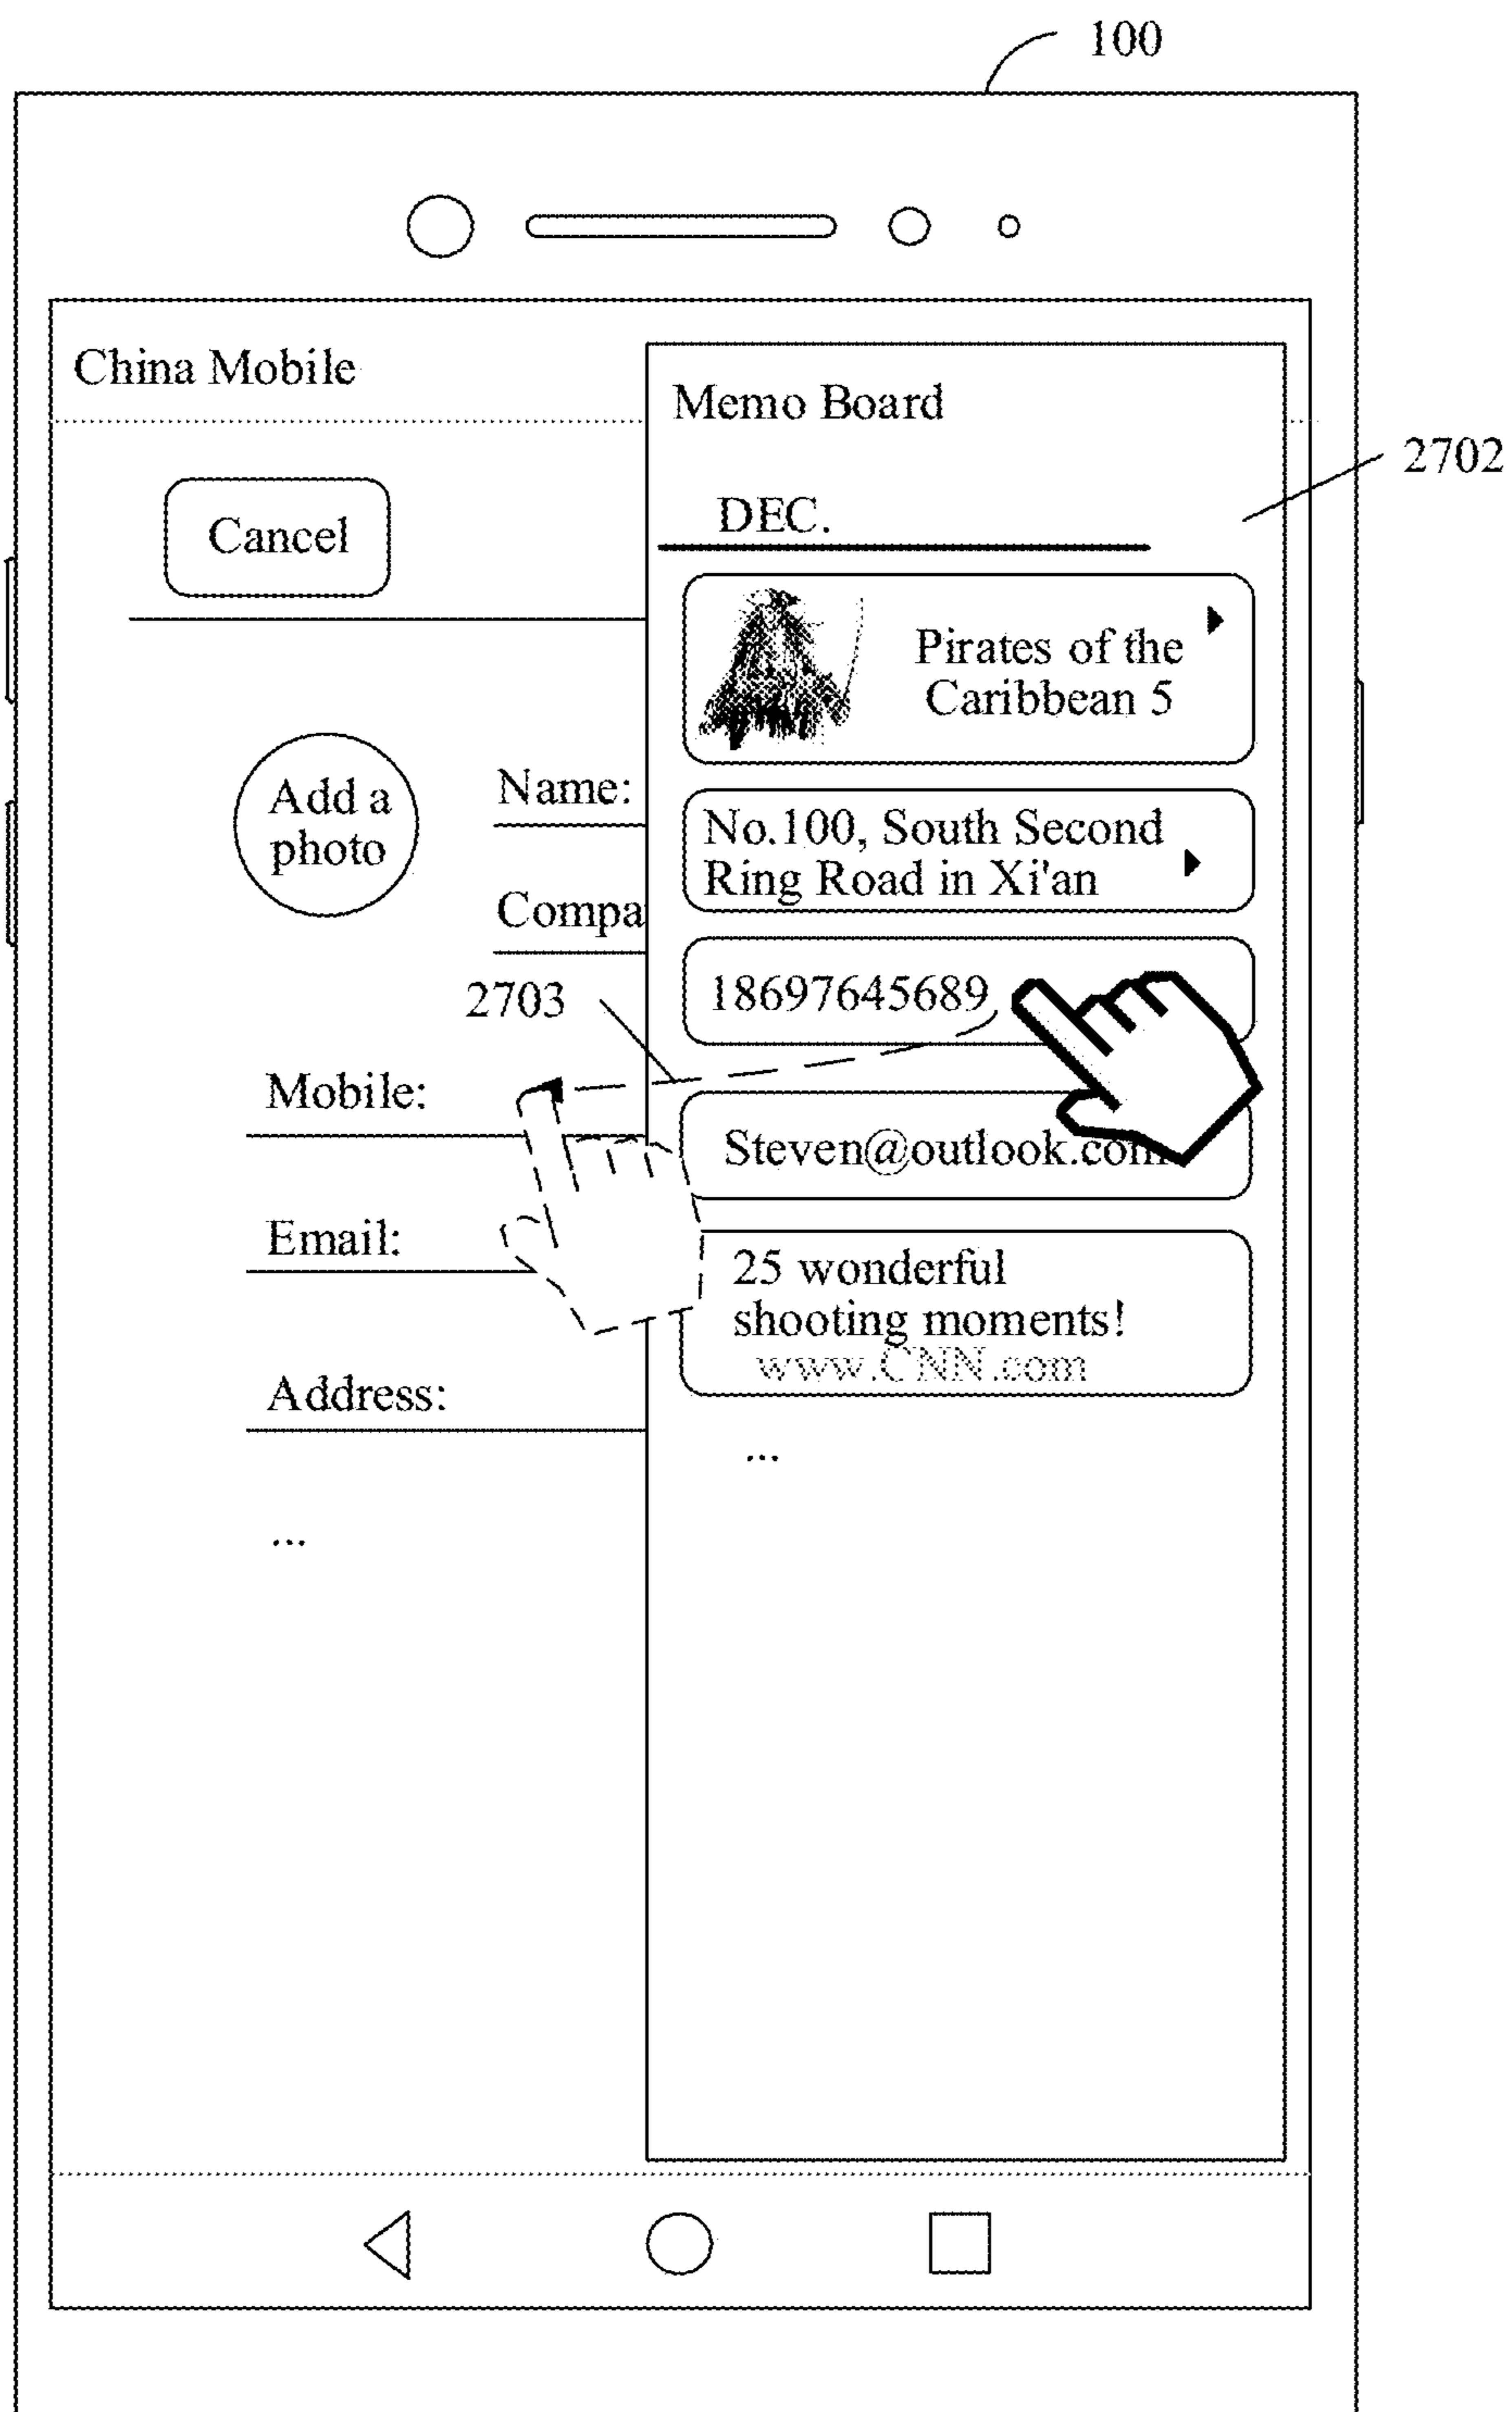 100
China Mobile
Memo Board
2702
Cancel
DEC.
Pirates of the
Caribbean 5
Add a
photo
Name:
No.100, South Second
Ring Road in Xi'an
Compa
2703
18697645689
Mobile:
Steven@outlook.com
Email:
25 wonderful
shooting moments!
www.CNN.com
Address:
...
...